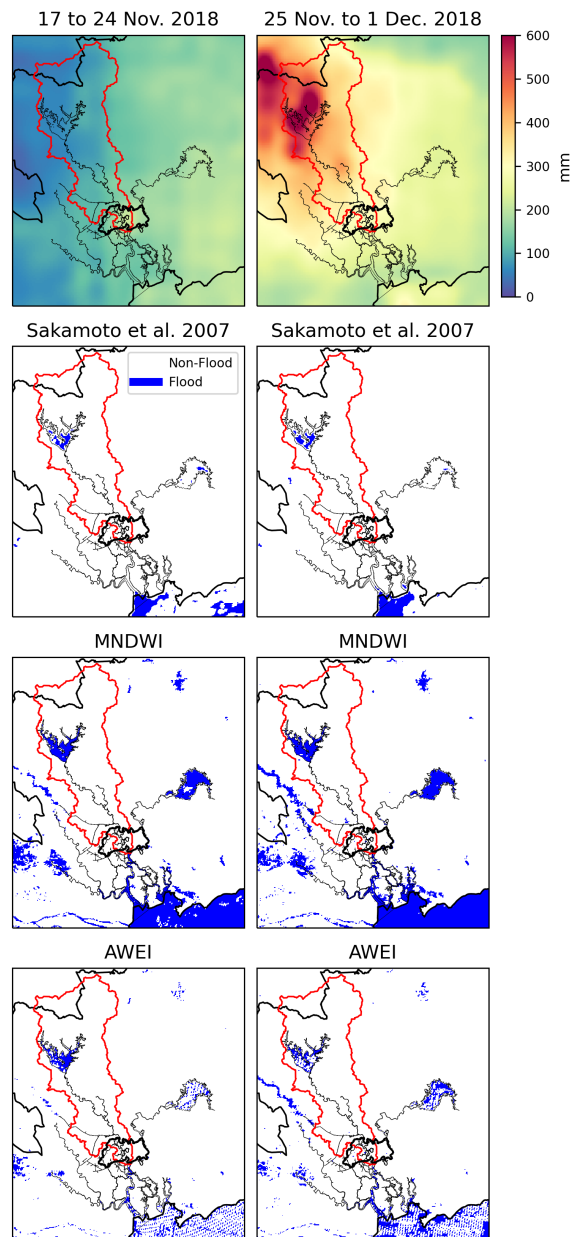 17 to 24 Nov. 2018
25 Nov. to 1 Dec. 2018
600
500
400
300
200
100
0
mm
Sakamoto et al. 2007
Sakamoto et al. 2007
Non-Flood
Flood
MNDWI
MNDWI
AWEI
AWEI